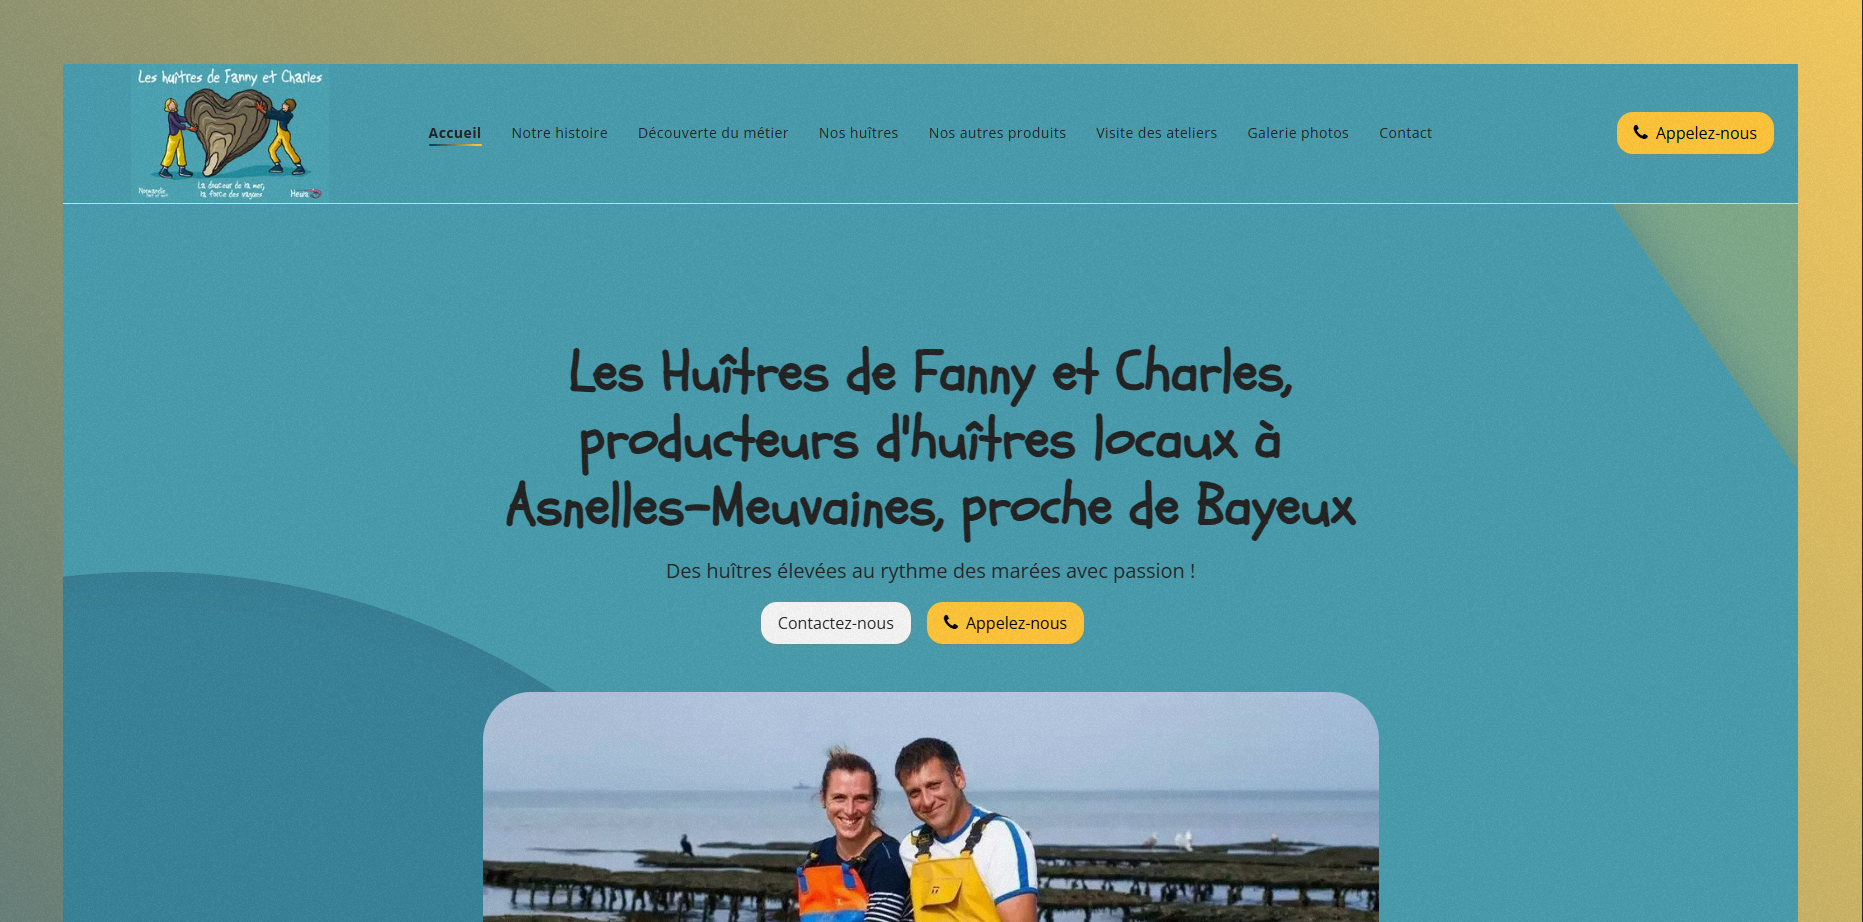 Les huîtres de Fanny et Charles
La douceur de la mer,
la force des vagues
Normandie
Accueil
Notre histoire
Découverte du métier
Nos huîtres
Nos autres produits
Visite des ateliers
Galerie photos
Contact
Appelez-nous
Les Huîtres de Fanny et Charles,
producteurs d'huîtres locaux à
Asnelles-Meuvaines, proche de Bayeux
Des huîtres élevées au rythme des marées avec passion !
Contactez-nous
Appelez-nous